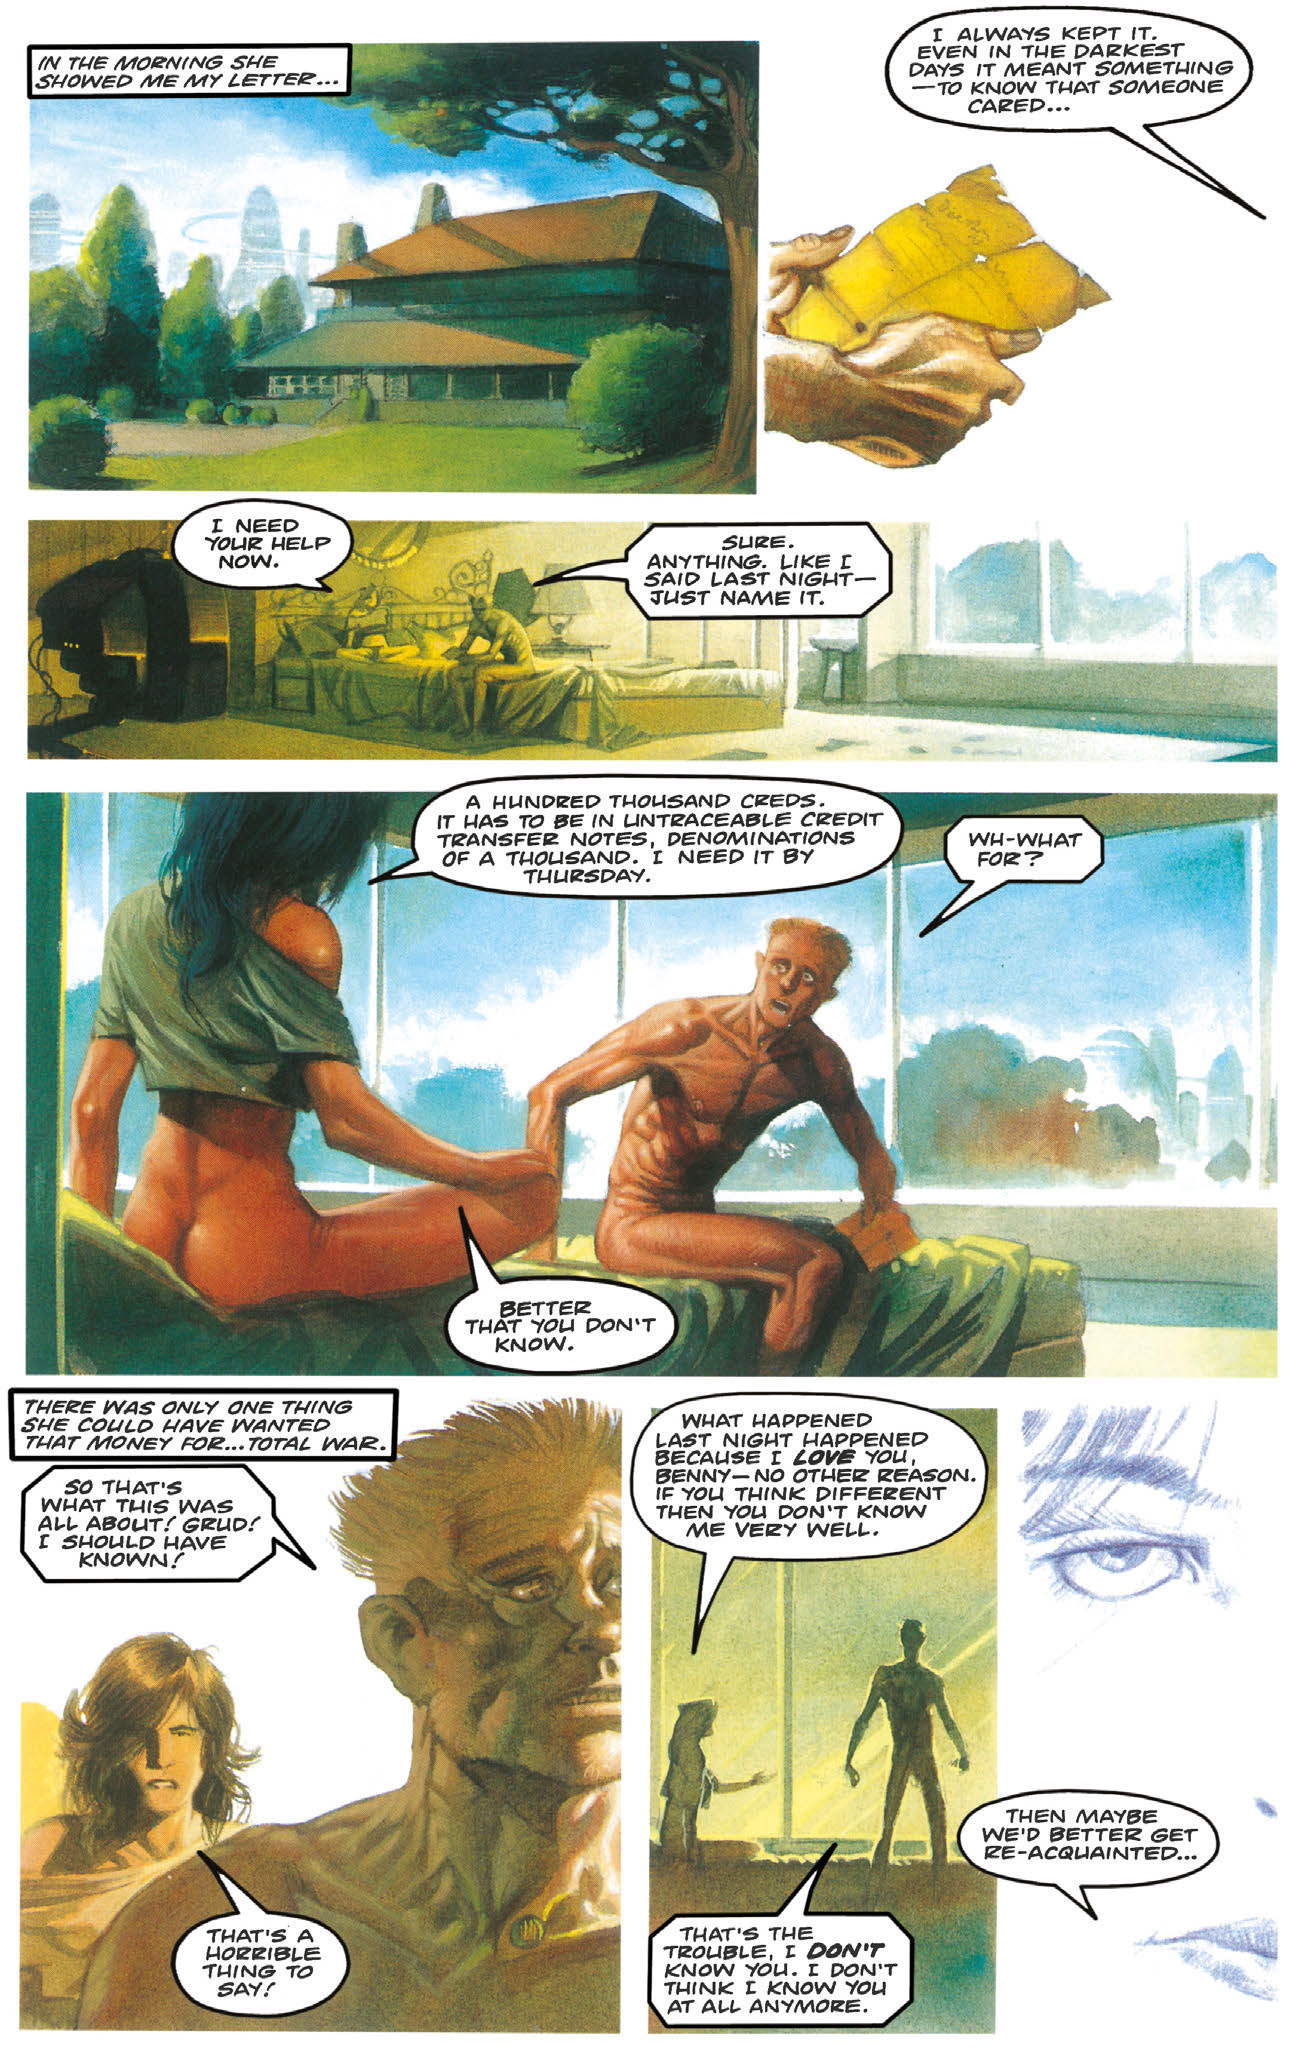 IN THE MORNING SHE
SHOWED ME MY LETTER...
I ALWAYS KEPT IT.
EVEN IN THE DARKEST
DAYS IT MEANT SOMETHING
—TO KNOW THAT SOMEONE
CARED...
I NEED
YOUR HELP
NOW.
SURE.
ANYTHING. LIKE I
SAID LAST NIGHT—
JUST NAME IT.
A HUNDRED THOUSAND CREDS.
IT HAS TO BE IN UNTRACEABLE CREDIT
TRANSFER NOTES, DENOMINATIONS
OF A THOUSAND. I NEED IT BY
THURSDAY.
WH-WHAT
FOR?
BETTER
THAT YOU DON'T
KNOW.
THERE WAS ONLY ONE THING
SHE COULD HAVE WANTED
THAT MONEY FOR...TOTAL WAR.
SO THAT'S
WHAT THIS WAS
ALL ABOUT! GRUD!
I SHOULD HAVE
KNOWN!
THAT'S A
HORRIBLE
THING TO
SAY!
WHAT HAPPENED
LAST NIGHT HAPPENED
BECAUSE I LOVE YOU,
BENNY—NO OTHER REASON.
IF YOU THINK DIFFERENT
THEN YOU DON'T KNOW
ME VERY WELL.
THAT'S THE
TROUBLE, I DON'T
KNOW YOU. I DON'T
THINK I KNOW YOU
AT ALL ANYMORE.
THEN MAYBE
WE'D BETTER GET
RE-ACQUAINTED...